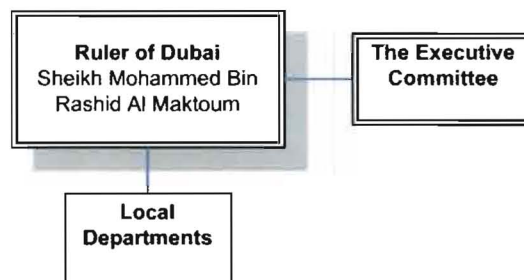 Ruler of Dubai
Sheikh Mohammed Bin
Rashid Al Maktoum
The Executive
Committee
Local
Departments